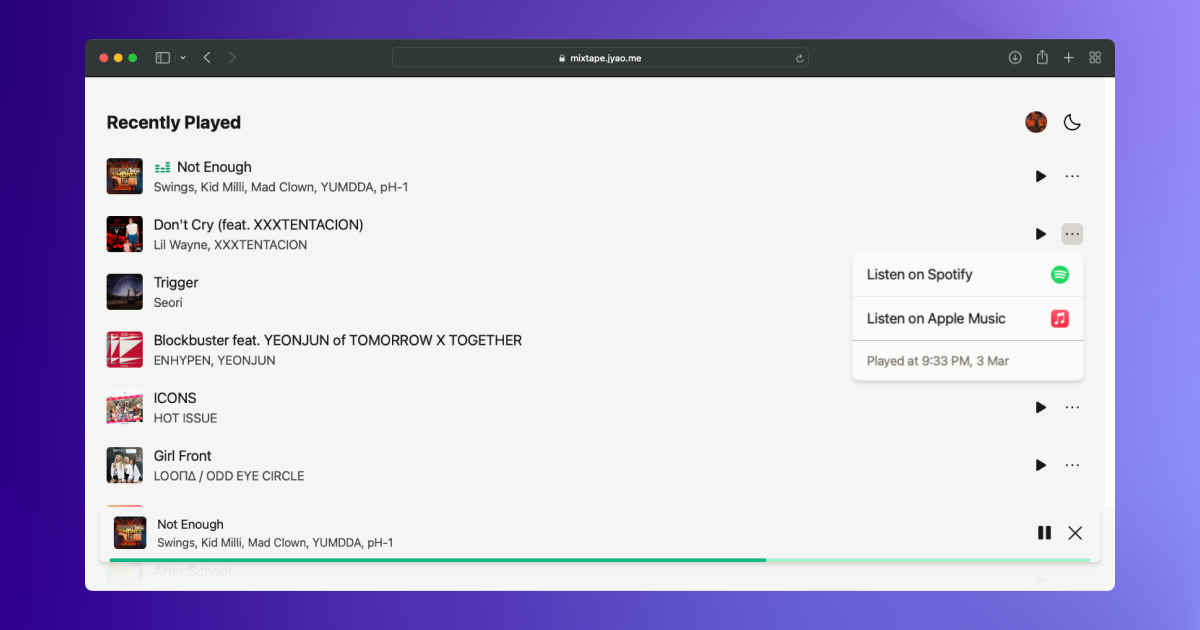 mixtape.jyao.me
Recently Played
Not Enough
Swings, Kid Milli, Mad Clown, YUMDDA, pH-1
Don't Cry (feat. XXXTENTACION)
Lil Wayne, XXXTENTACION
Listen on Spotify
Trigger
Seori
Listen on Apple Music
Blockbuster feat. YEONJUN of TOMORROW X TOGETHER
ENHYPEN, YEONJUN
Played at 9:33 PM, 3 Mar
ICONS
HOT ISSUE
Girl Front
LOOΠΔ / ODD EYE CIRCLE
Not Enough
Swings, Kid Milli, Mad Clown, YUMDDA, pH-1
After School